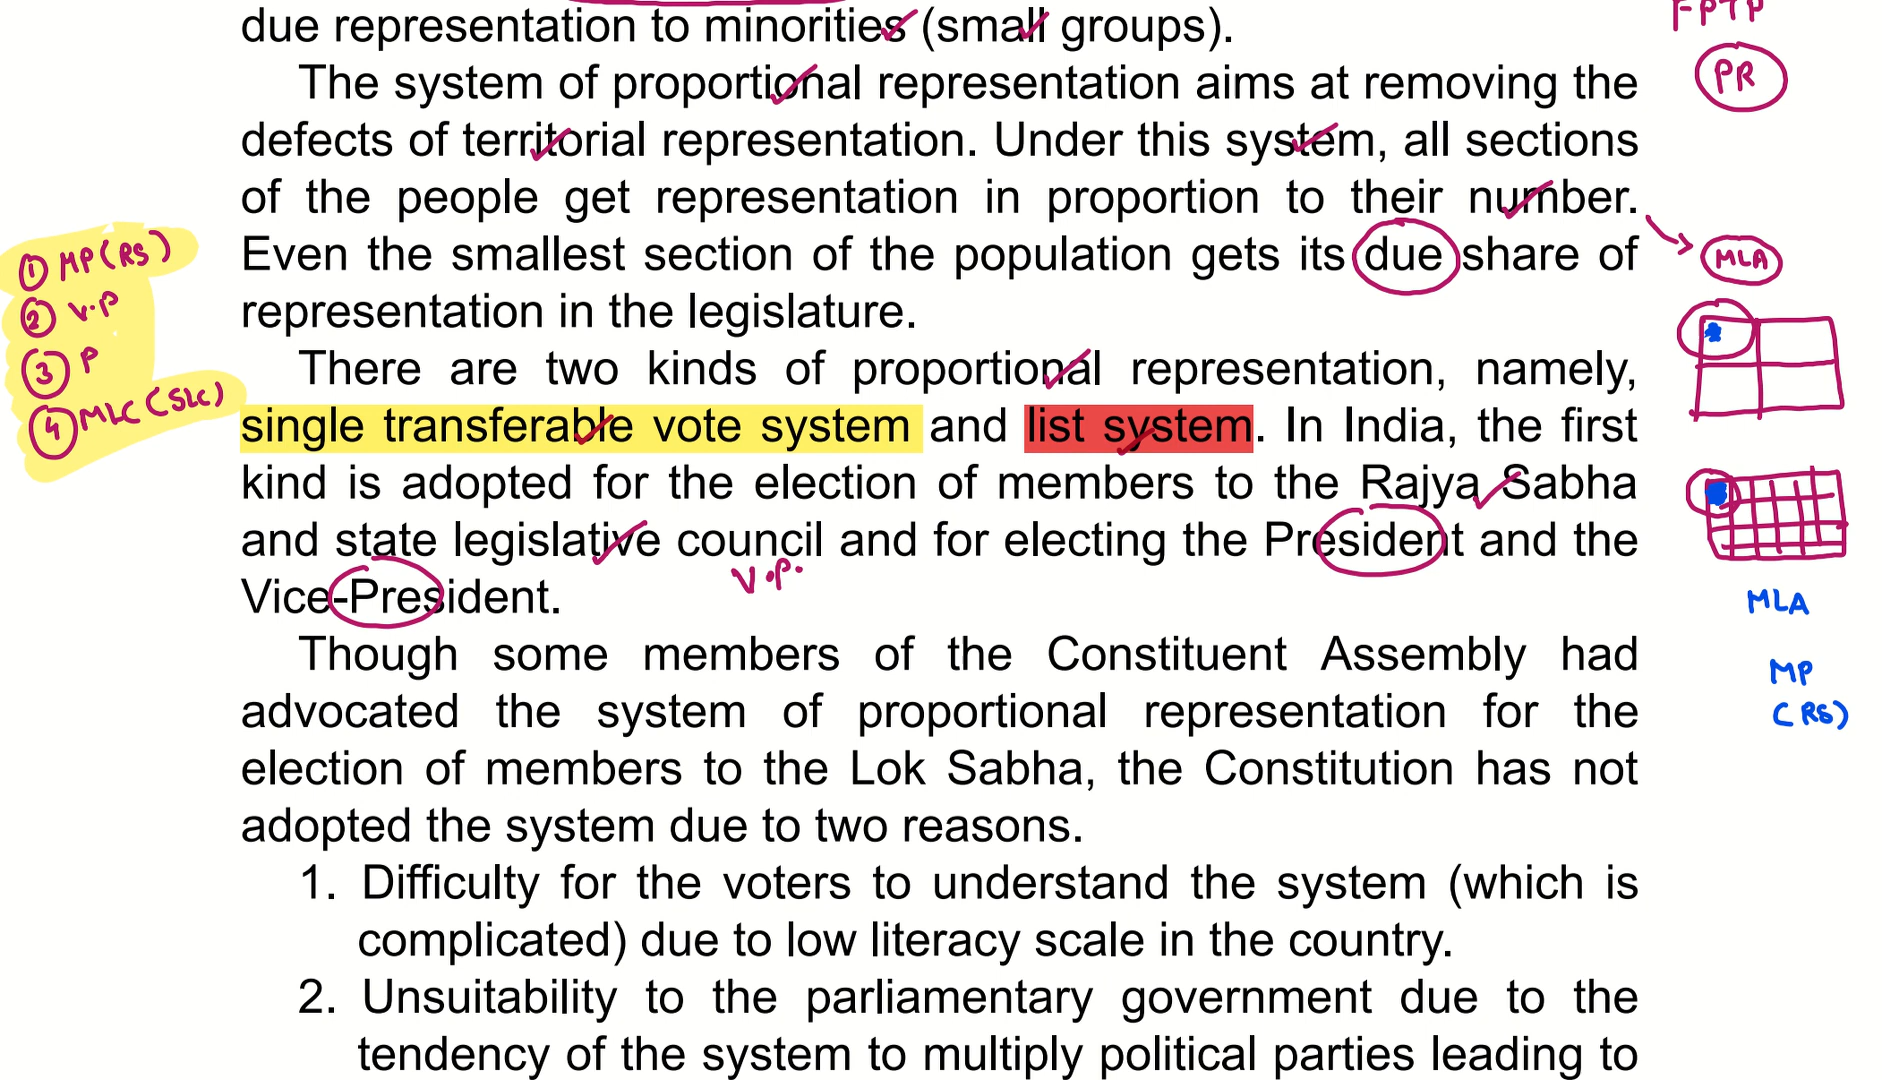 due representation to minorities (small groups).
The system of proportional representation aims at removing the
defects of territorial representation. Under this system, all sections
of the people get representation in proportion to their number.
Even the smallest section of the population gets its due share of
representation in the legislature.
There are two kinds of proportional representation, namely,
single transferable vote system and list system. In India, the first
kind is adopted for the election of members to the Rajya Sabha
and state legislative council and for electing the President and the
V.P.
Vice-President.
Though some members of the Constituent Assembly had
advocated the system of proportional representation for the
election of members to the Lok Sabha, the Constitution has not
adopted the system due to two reasons.
1. Difficulty for the voters to understand the system (which is
complicated) due to low literacy scale in the country.
2. Unsuitability to the parliamentary government due to the
tendency of the system to multiply political parties leading to
① MP (RS)
② V.P
③ P
④ MLC (SLC)
FPTP
PR
MLA
MLA
MP
(RS)